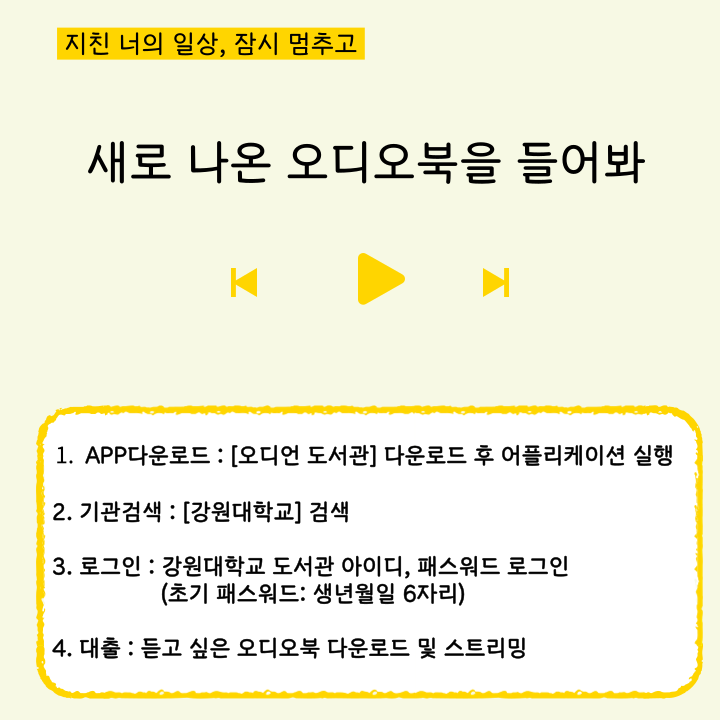 지친 너의 일상, 잠시 멈추고
새로 나온 오디오북을 들어봐
1. APP다운로드 : [오디언 도서관] 다운로드 후 어플리케이션 실행
2. 기관검색 : [강원대학교] 검색
3. 로그인 : 강원대학교 도서관 아이디, 패스워드 로그인
(초기 패스워드: 생년월일 6자리)
4. 대출 : 듣고 싶은 오디오북 다운로드 및 스트리밍